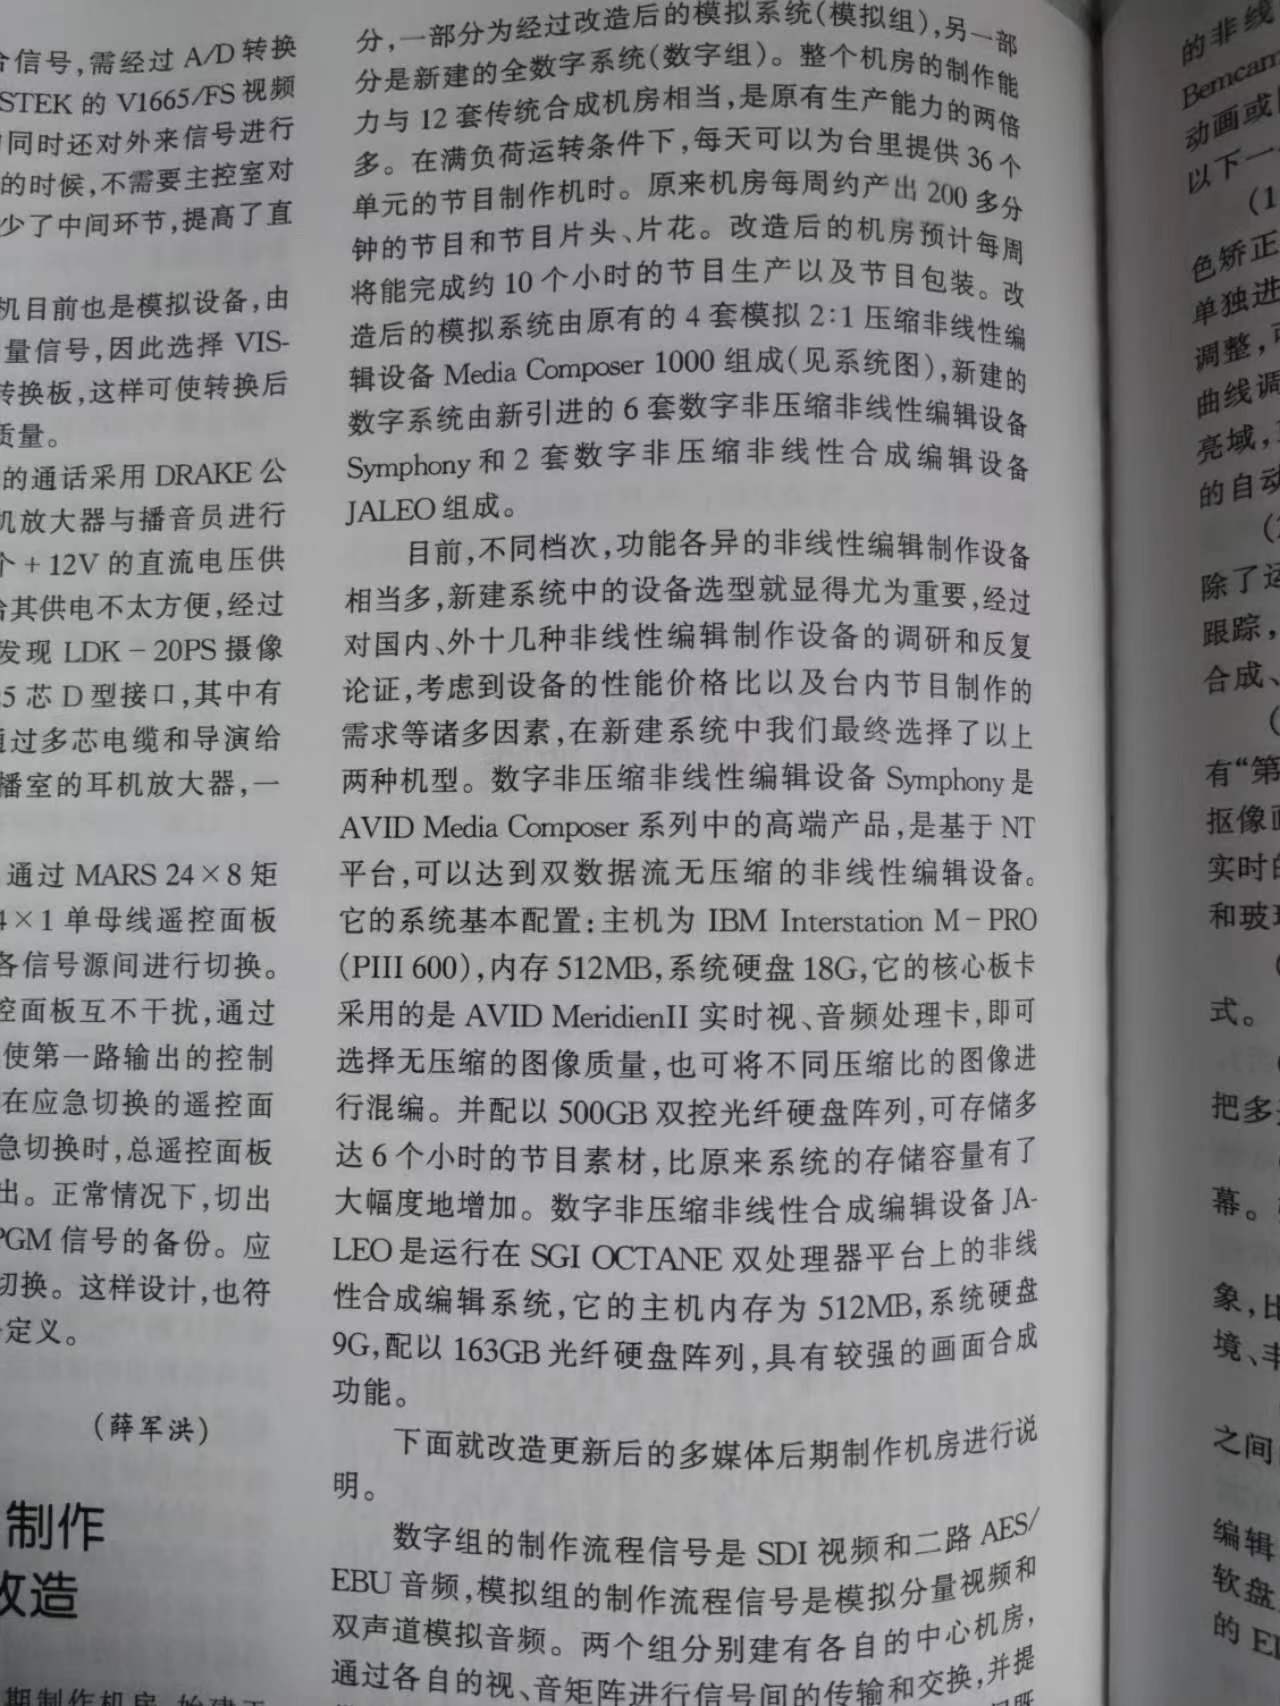 合信号,需经过 A/D 转换
STEK 的 V1665/FS 视频
同时还对外来信号进行
的时候,不需要主控室对
少了中间环节,提高了直
机目前也是模拟设备,由
量信号,因此选择 VIS-
转换板,这样可使转换后
质量。
的通话采用 DRAKE 公
机放大器与播音员进行
个 + 12V 的直流电压供
给其供电不太方便,经过
发现 LDK - 20PS 摄像
5 芯 D 型接口,其中有
通过多芯电缆和导演给
播室的耳机放大器,一
通过 MARS 24×8 矩
4×1 单母线遥控面板
各信号源间进行切换。
控面板互不干扰,通过
使第一路输出的控制
在应急切换的遥控面
急切换时,总遥控面板
出。正常情况下,切出
PGM 信号的备份。应
切换。这样设计,也符
定义。
(薛军洪)
制作
改造
期制作机房
分,一部分为经过改造后的模拟系统(模拟组),另一部
分是新建的全数字系统(数字组)。整个机房的制作能
力与 12 套传统合成机房相当,是原有生产能力的两倍
多。在满负荷运转条件下,每天可以为台里提供 36 个
单元的节目制作机时。原来机房每周约产出 200 多分
钟的节目和节目片头、片花。改造后的机房预计每周
将能完成约 10 个小时的节目生产以及节目包装。改
造后的模拟系统由原有的 4 套模拟 2:1 压缩非线性编
辑设备 Media Composer 1000 组成(见系统图),新建的
数字系统由新引进的 6 套数字非压缩非线性编辑设备
Symphony 和 2 套数字非压缩非线性合成编辑设备
JALEO 组成。
目前,不同档次,功能各异的非线性编辑制作设备
相当多,新建系统中的设备选型就显得尤为重要,经过
对国内、外十几种非线性编辑制作设备的调研和反复
论证,考虑到设备的性能价格比以及台内节目制作的
需求等诸多因素,在新建系统中我们最终选择了以上
两种机型。数字非压缩非线性编辑设备 Symphony 是
AVID Media Composer 系列中的高端产品,是基于 NT
平台,可以达到双数据流无压缩的非线性编辑设备。
它的系统基本配置:主机为 IBM Interstation M - PRO
(PIII 600),内存 512MB,系统硬盘 18G,它的核心板卡
采用的是 AVID MeridienII 实时视、音频处理卡,即可
选择无压缩的图像质量,也可将不同压缩比的图像进
行混编。并配以 500GB 双控光纤硬盘阵列,可存储多
达 6 个小时的节目素材,比原来系统的存储容量有了
大幅度地增加。数字非压缩非线性合成编辑设备 JA-
LEO 是运行在 SGI OCTANE 双处理器平台上的非线
性合成编辑系统,它的主机内存为 512MB,系统硬盘
9G,配以 163GB 光纤硬盘阵列,具有较强的画面合成
功能。
下面就改造更新后的多媒体后期制作机房进行说
明。
数字组的制作流程信号是 SDI 视频和二路 AES/
EBU 音频,模拟组的制作流程信号是模拟分量视频和
双声道模拟音频。两个组分别建有各自的中心机房,
通过各自的视、音矩阵进行信号间的传输和交换,并提
的非线
Bemcam
动画或
以下一
(1
色矫正
单独进
调整,
曲线调
亮域,
的自动
除了运
跟踪,
合成、
有“第
抠像
实时的
和玻
式。
把多
幕。
象,比
境、丰
之间
编辑
软盘
的